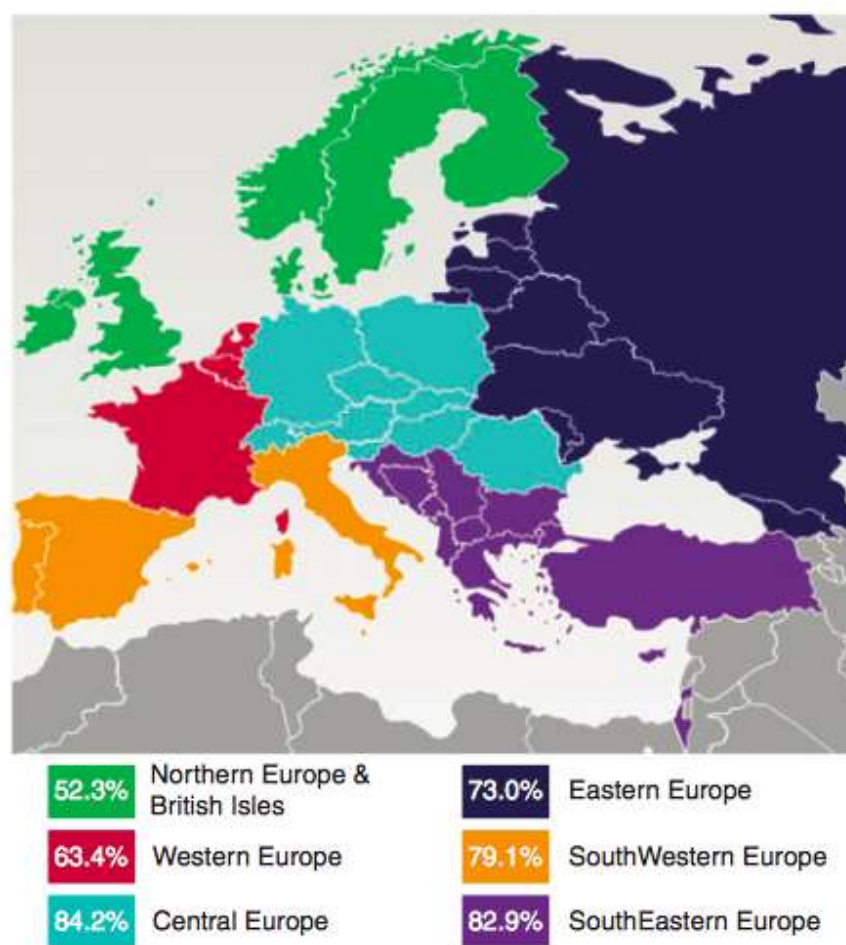 52.3%
Northern Europe &
British Isles
73.0%
Eastern Europe
63.4%
Western Europe
79.1%
SouthWestern Europe
84.2%
Central Europe
82.9%
SouthEastern Europe